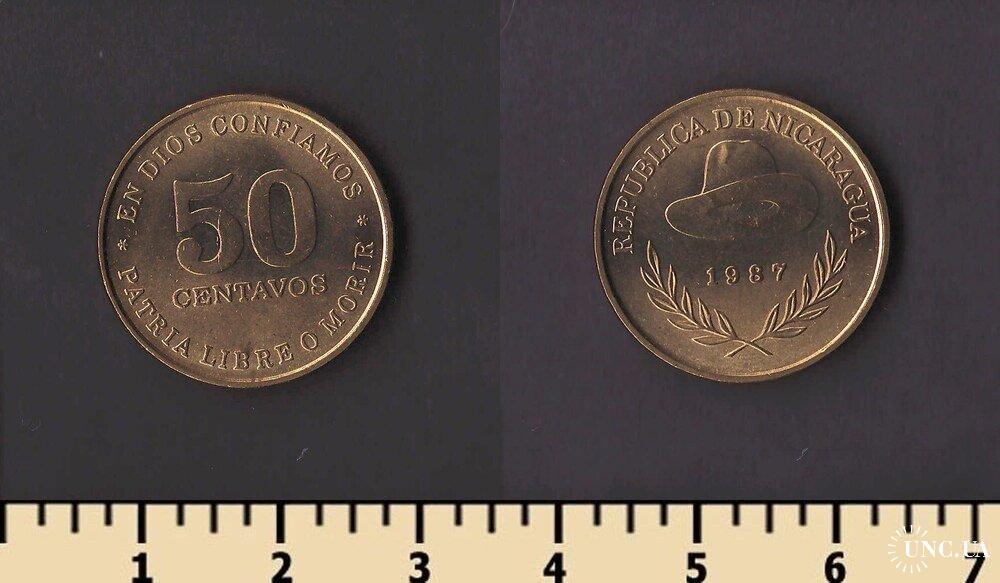 * EN DIOS CONFIAMOS *
50
CENTAVOS
PATRIA LIBRE O MORIR
REPUBLICA DE NICARAGUA
1987
1 2 3 4 5 6 7
UNC.UA